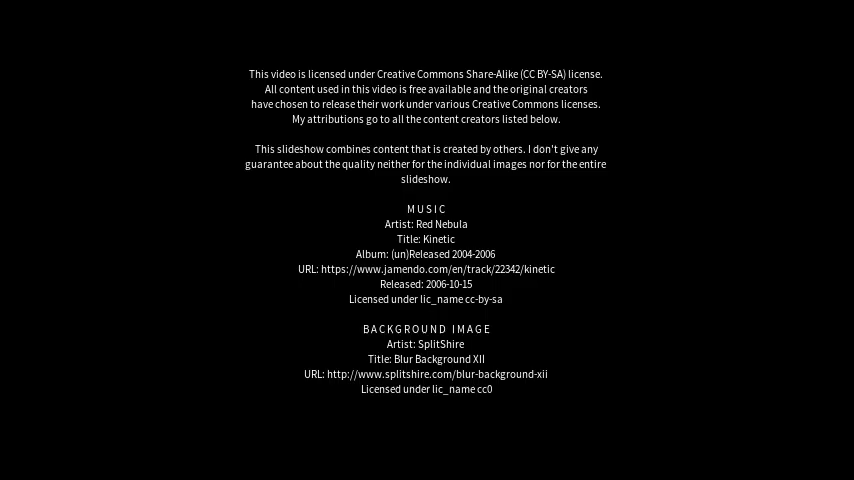 This video is licensed under Creative Commons Share-Alike (CC BY-SA) license.
All content used in this video is free available and the original creators
have chosen to release their work under various Creative Commons licenses.
My attributions go to all the content creators listed below.
This slideshow combines content that is created by others. I don't give any
guarantee about the quality neither for the individual images nor for the entire
slideshow.
MUSIC
Artist: Red Nebula
Title: Kinetic
Album: (un)Released 2004-2006
URL: https://www.jamendo.com/en/track/22342/kinetic
Released: 2006-10-15
Licensed under lic_name cc-by-sa
BACKGROUND IMAGE
Artist: SplitShire
Title: Blur Background XII
URL: http://www.splitshire.com/blur-background-xii
Licensed under lic_name cc0